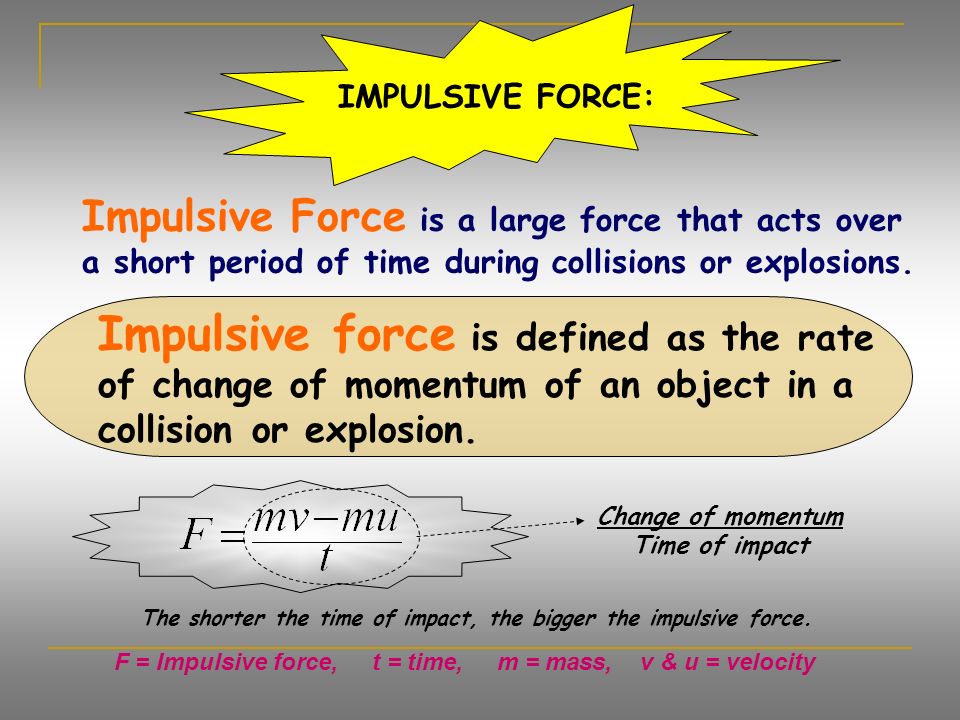 IMPULSIVE FORCE:
Impulsive Force is a large force that acts over
a short period of time during collisions or explosions.
Impulsive force is defined as the rate
of change of momentum of an object in a
collision or explosion.
F = (mv − mu) / t
Change of momentum
Time of impact
The shorter the time of impact, the bigger the impulsive force.
F = Impulsive force, t = time, m = mass, v & u = velocity